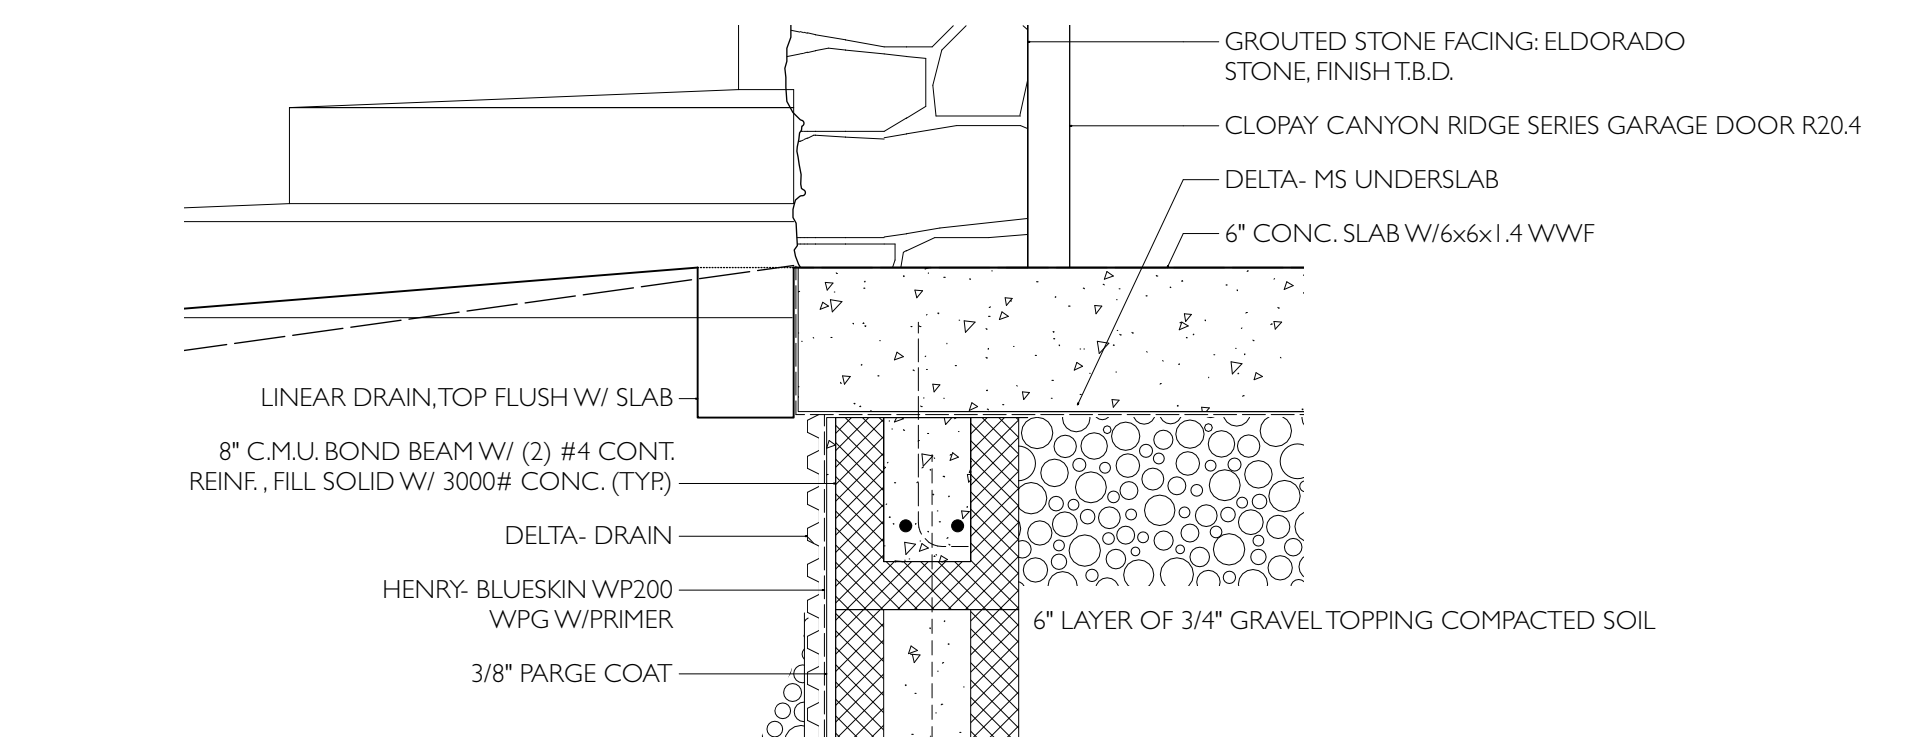 GROUTED STONE FACING: ELDORADO
STONE, FINISH T.B.D.
CLOPAY CANYON RIDGE SERIES GARAGE DOOR R20.4
DELTA- MS UNDERSLAB
6" CONC. SLAB W/6x6x1.4 WWF
LINEAR DRAIN, TOP FLUSH W/ SLAB
8" C.M.U. BOND BEAM W/ (2) #4 CONT.
REINF. , FILL SOLID W/ 3000# CONC. (TYP.)
DELTA- DRAIN
HENRY- BLUESKIN WP200
WPG W/PRIMER
3/8" PARGE COAT
6" LAYER OF 3/4" GRAVEL TOPPING COMPACTED SOIL